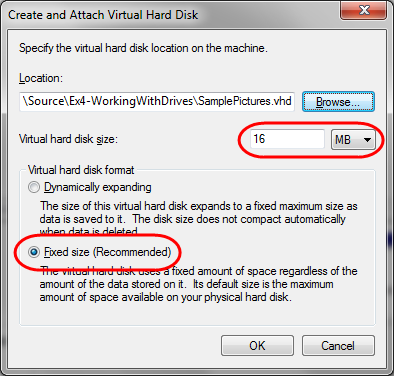 Create and Attach Virtual Hard Disk
Specify the virtual hard disk location on the machine.
Location:
\Source\Ex4-WorkingWithDrives\SamplePictures.vhd
Browse...
Virtual hard disk size:
16
MB
Virtual hard disk format
Dynamically expanding
The size of this virtual hard disk expands to a fixed maximum size as
data is saved to it. The disk size does not compact automatically
when data is deleted.
Fixed size (Recommended)
The virtual hard disk uses a fixed amount of space regardless of the
amount of the data stored on it. Its default size is the maximum
amount of space available on your physical hard disk.
OK
Cancel